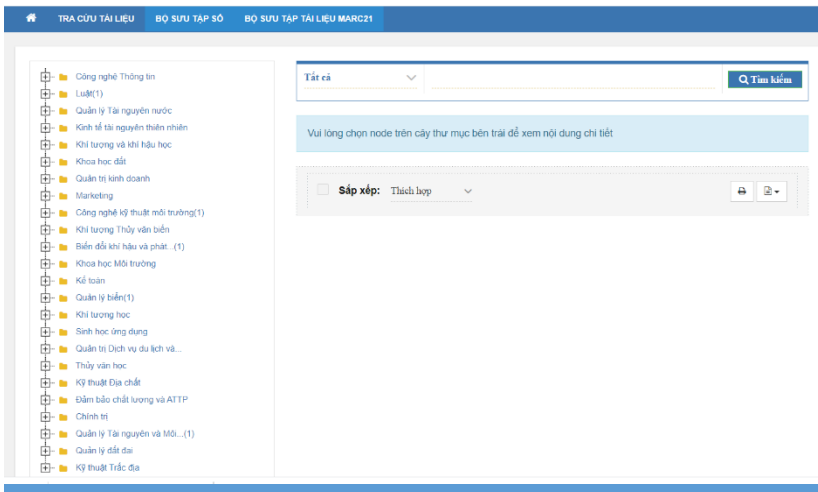 TRA CỨU TÀI LIỆU BỘ SƯU TẬP SỐ BỘ SƯU TẬP TÀI LIỆU MARC21
Tất cả Tìm kiếm
Vui lòng chọn node trên cây thư mục bên trái để xem nội dung chi tiết
Sắp xếp: Thích hợp
Công nghệ Thông tin
Luật(1)
Quản lý Tài nguyên nước
Kinh tế tài nguyên thiên nhiên
Khí tượng và khí hậu học
Khoa học đất
Quản trị kinh doanh
Marketing
Công nghệ kỹ thuật môi trường(1)
Khí tượng Thủy văn biển
Biến đổi khí hậu và phát...(1)
Khoa học Môi trường
Kế toán
Quản lý biển(1)
Khí tượng học
Sinh học ứng dụng
Quản trị Dịch vụ du lịch và...
Thủy văn học
Kỹ thuật Địa chất
Đảm bảo chất lượng và ATTP
Chính trị
Quản lý Tài nguyên và Môi...(1)
Quản lý đất đai
Kỹ thuật Trắc địa